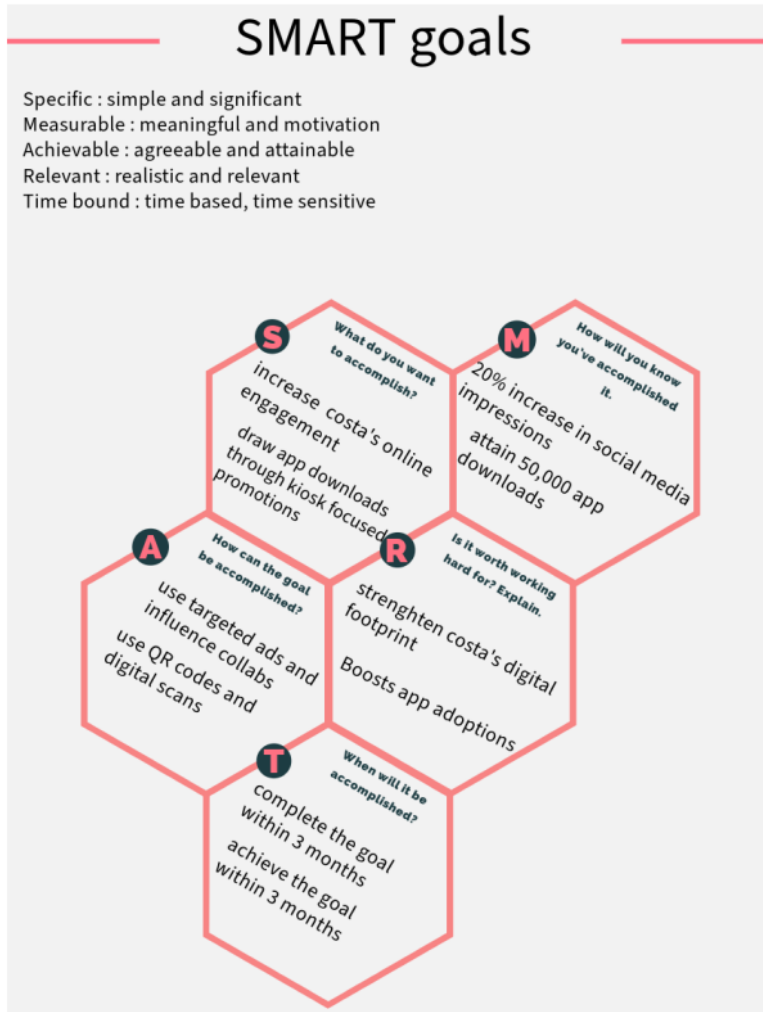 SMART goals
Specific : simple and significant
Measurable : meaningful and motivation
Achievable : agreeable and attainable
Relevant : realistic and relevant
Time bound : time based, time sensitive
S
What do you want
to accomplish?
increase costa's online
engagement
draw app downloads
through kiosk focused
promotions
M
How will you know
you've accomplished
it.
20% increase in social media
impressions
attain 50,000 app
downloads
A
How can the goal
be accomplished?
use targeted ads and
influence collabs
use QR codes and
digital scans
R
Is it worth working
hard for? Explain.
strenghten costa's digital
footprint
Boosts app adoptions
T
When will it be
accomplished?
complete the goal
within 3 months
achieve the goal
within 3 months